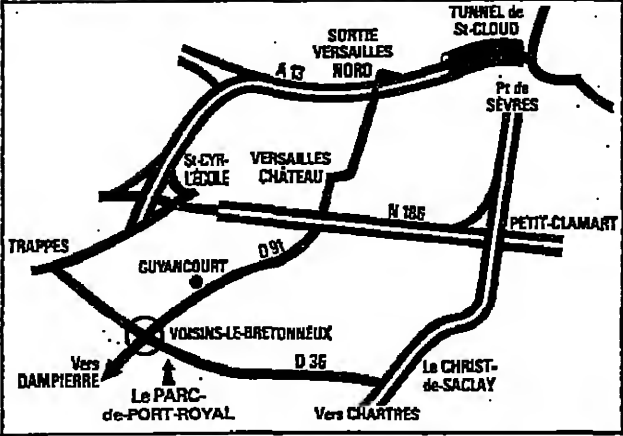 TUNNEL de
St-CLOUD
SORTIE
VERSAILLES
NORD
A 13
Pt de
SÈVRES
St-CYR-
L'ÉCOLE
VERSAILLES
CHÂTEAU
N 186
PETIT-CLAMART
TRAPPES
D 91
GUYANCOURT
VOISINS-LE-BRETONNEUX
Vers
DAMPIERRE
D 36
Le CHRIST-
de-SACLAY
Le PARC-
de-PORT-ROYAL
Vers CHARTRES